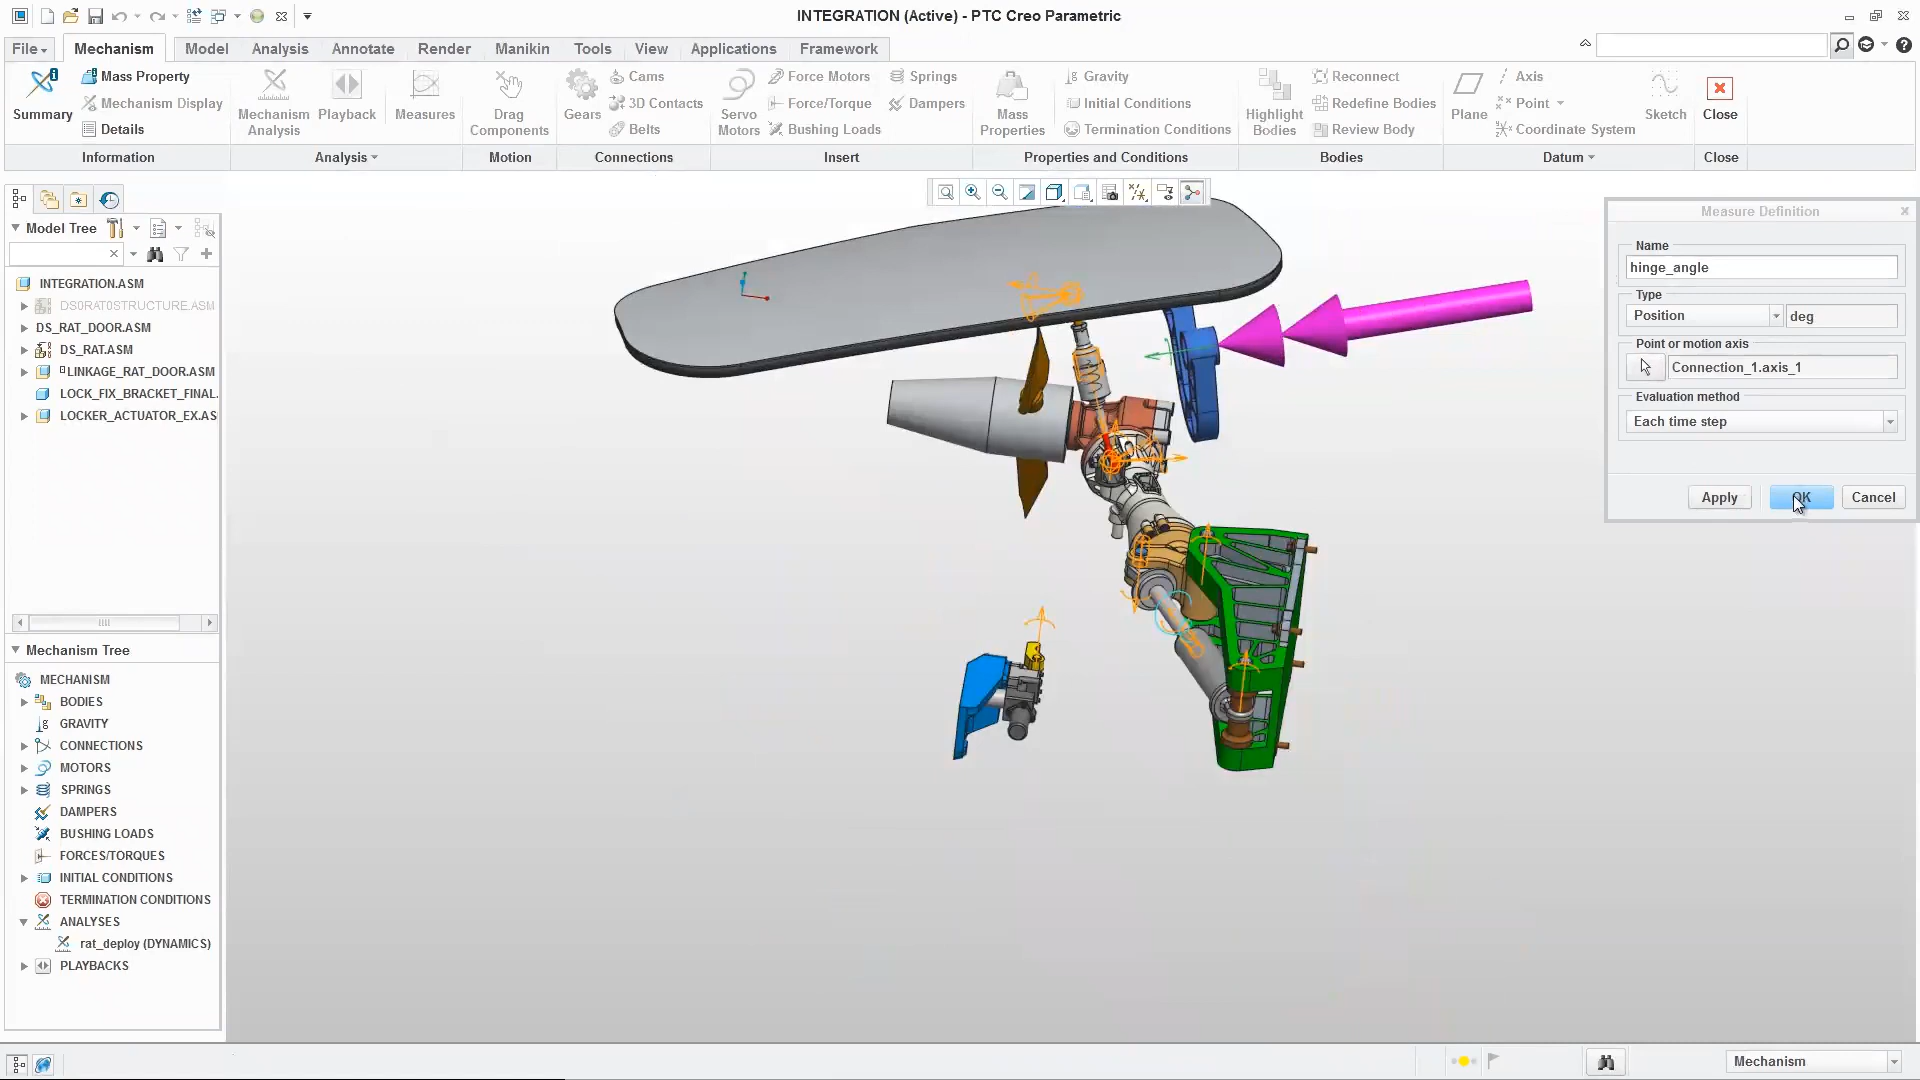 INTEGRATION (Active) - PTC Creo Parametric
File
Mechanism
Model
Analysis
Annotate
Render
Manikin
Tools
View
Applications
Framework
Summary
Mass Property
Mechanism Display
Details
Information
Mechanism
Analysis
Playback
Measures
Analysis
Drag
Components
Motion
Gears
Cams
3D Contacts
Belts
Connections
Servo
Motors
Force Motors
Force/Torque
Bushing Loads
Springs
Dampers
Insert
Mass
Properties
Gravity
Initial Conditions
Termination Conditions
Properties and Conditions
Highlight
Bodies
Reconnect
Redefine Bodies
Review Body
Bodies
Plane
Axis
Point
Coordinate System
Sketch
Datum
Close
Close
Model Tree
INTEGRATION.ASM
DS0RAT0STRUCTURE.ASM
DS_RAT_DOOR.ASM
DS_RAT.ASM
LINKAGE_RAT_DOOR.ASM
LOCK_FIX_BRACKET_FINAL.
LOCKER_ACTUATOR_EX.AS
Mechanism Tree
MECHANISM
BODIES
GRAVITY
CONNECTIONS
MOTORS
SPRINGS
DAMPERS
BUSHING LOADS
FORCES/TORQUES
INITIAL CONDITIONS
TERMINATION CONDITIONS
ANALYSES
rat_deploy (DYNAMICS)
PLAYBACKS
Measure Definition
Name
hinge_angle
Type
Position
deg
Point or motion axis
Connection_1.axis_1
Evaluation method
Each time step
Apply
OK
Cancel
Mechanism